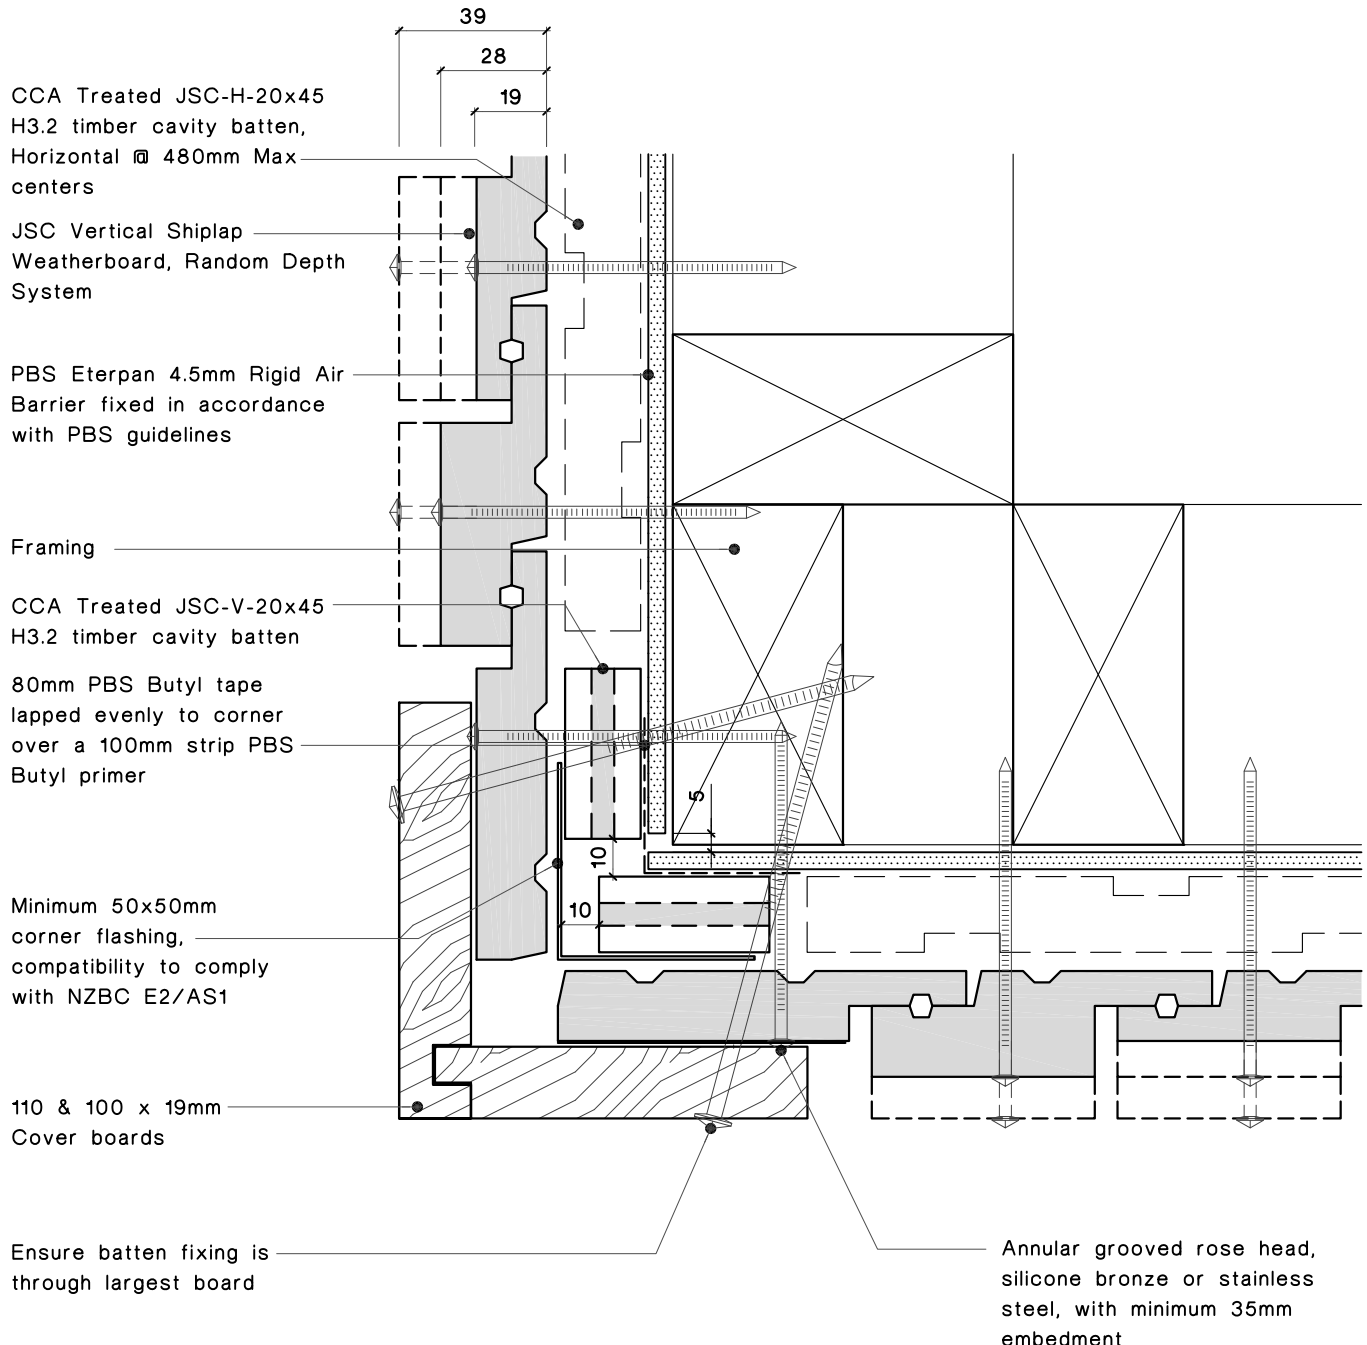 39
28
19
CCA Treated JSC-H-20x45
H3.2 timber cavity batten,
Horizontal @ 480mm Max
centers
JSC Vertical Shiplap
Weatherboard, Random Depth
System
PBS Eterpan 4.5mm Rigid Air
Barrier fixed in accordance
with PBS guidelines
Framing
CCA Treated JSC-V-20x45
H3.2 timber cavity batten
80mm PBS Butyl tape
lapped evenly to corner
over a 100mm strip PBS
Butyl primer
5
10
10
Minimum 50x50mm
corner flashing,
compatibility to comply
with NZBC E2/AS1
110 & 100 x 19mm
Cover boards
Ensure batten fixing is
through largest board
Annular grooved rose head,
silicone bronze or stainless
steel, with minimum 35mm
embedment